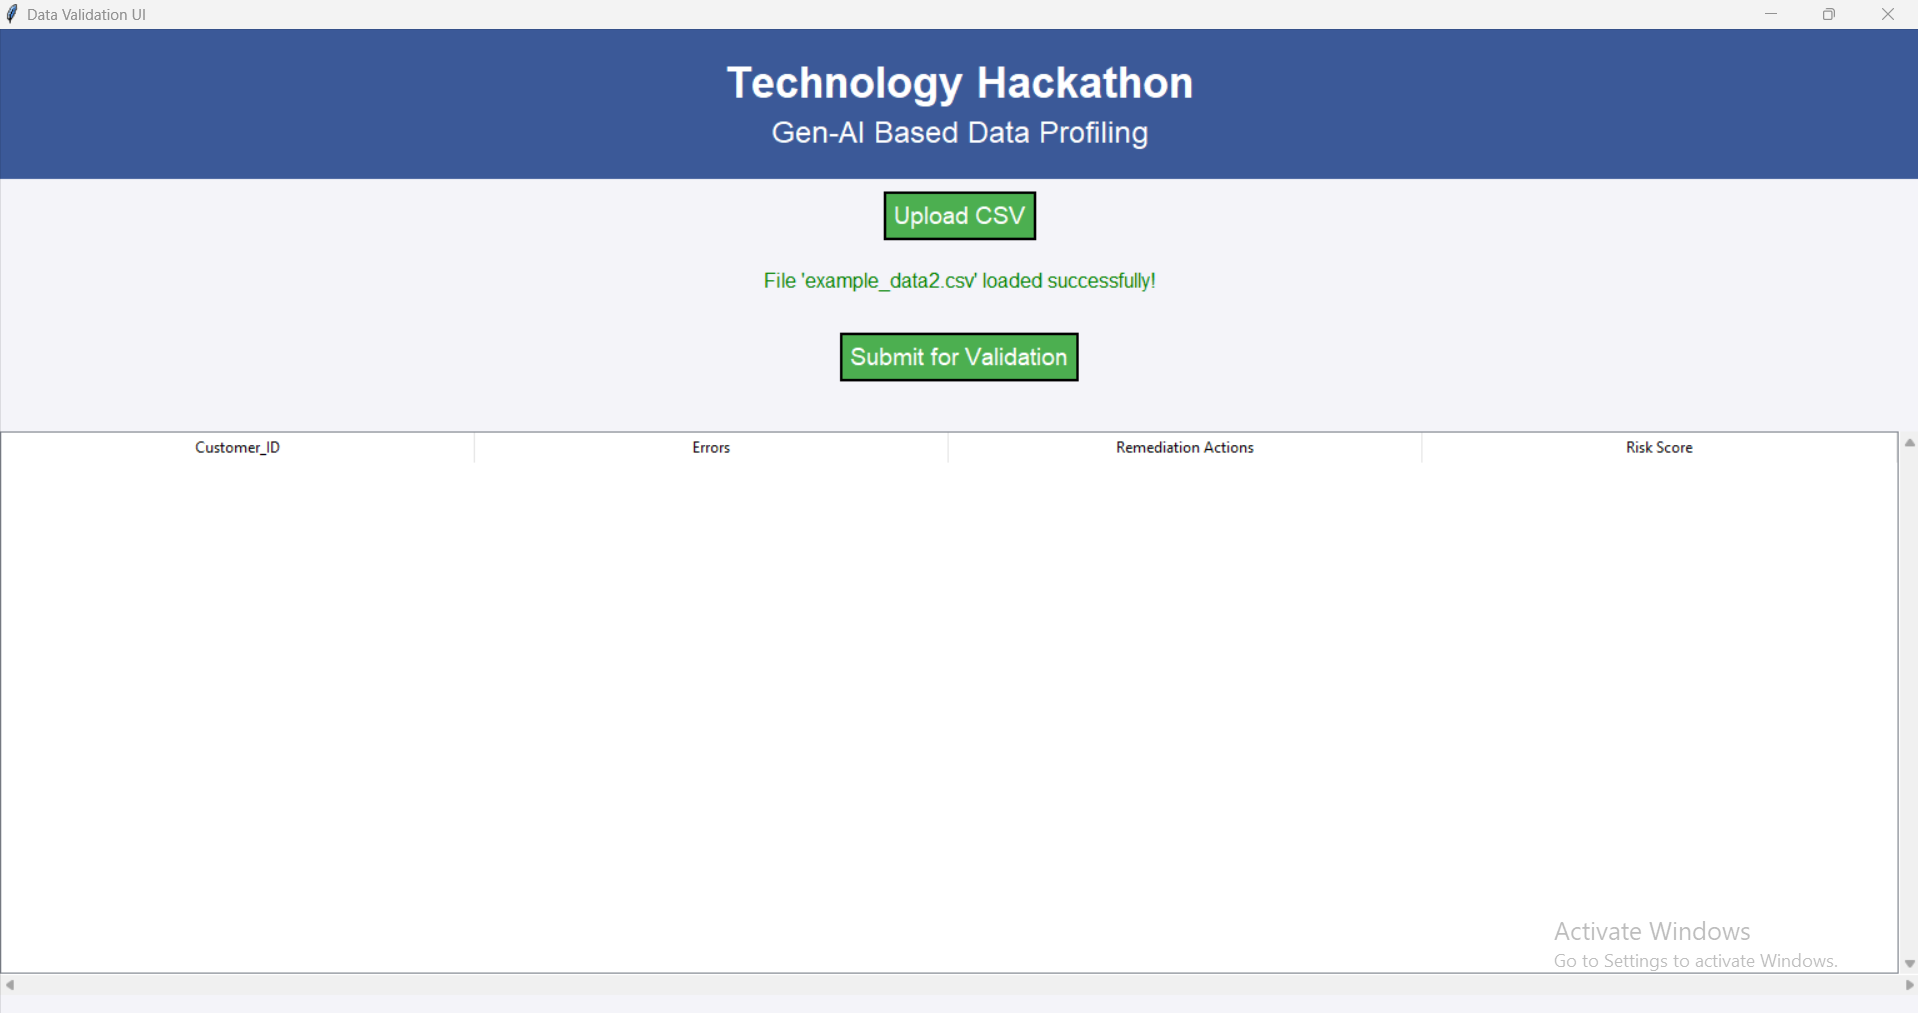 Data Validation UI
Technology Hackathon
Gen-AI Based Data Profiling
Upload CSV
File 'example_data2.csv' loaded successfully!
Submit for Validation
Customer_ID Errors Remediation Actions Risk Score
Activate Windows
Go to Settings to activate Windows.